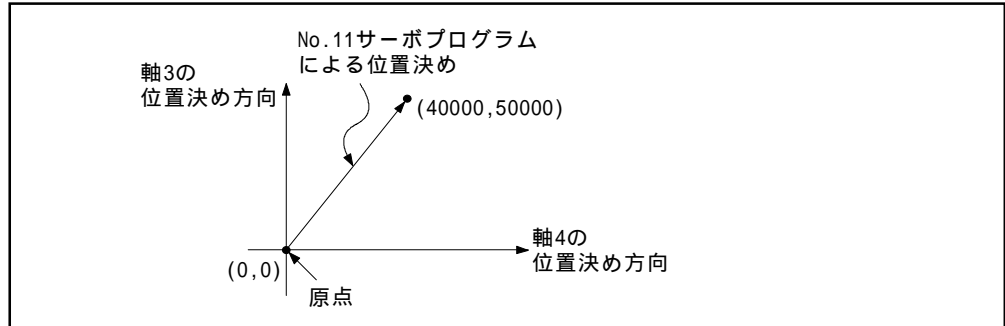 No.11サーボプログラム
による位置決め
軸3の
位置決め方向
(40000,50000)
軸4の
位置決め方向
(0,0)
原点